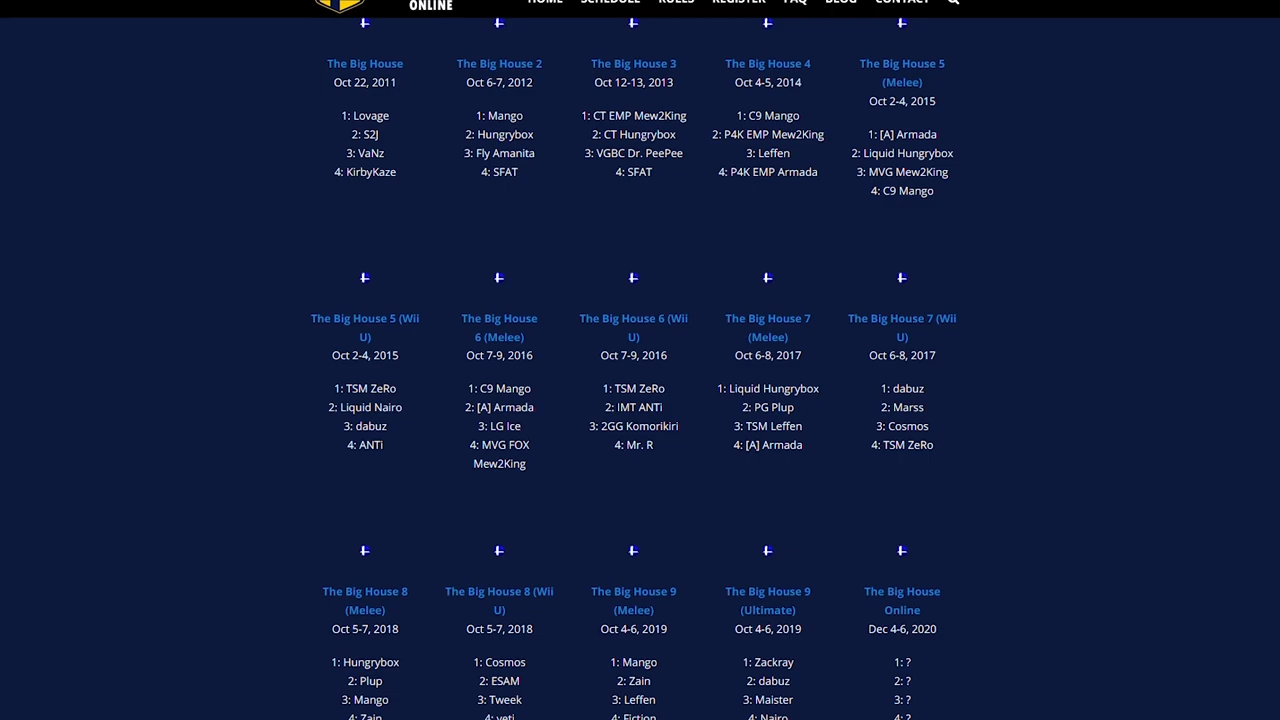 ONLINE
HOME SCHEDULE RULES REGISTER FAQ BLOG CONTACT
The Big House
Oct 22, 2011
1: Lovage
2: S2J
3: VaNz
4: KirbyKaze
The Big House 2
Oct 6-7, 2012
1: Mango
2: Hungrybox
3: Fly Amanita
4: SFAT
The Big House 3
Oct 12-13, 2013
1: CT EMP Mew2King
2: CT Hungrybox
3: VGBC Dr. PeePee
4: SFAT
The Big House 4
Oct 4-5, 2014
1: C9 Mango
2: P4K EMP Mew2King
3: Leffen
4: P4K EMP Armada
The Big House 5
(Melee)
Oct 2-4, 2015
1: [A] Armada
2: Liquid Hungrybox
3: MVG Mew2King
4: C9 Mango
The Big House 5 (Wii
U)
Oct 2-4, 2015
1: TSM ZeRo
2: Liquid Nairo
3: dabuz
4: ANTi
The Big House
6 (Melee)
Oct 7-9, 2016
1: C9 Mango
2: [A] Armada
3: LG Ice
4: MVG FOX
Mew2King
The Big House 6 (Wii
U)
Oct 7-9, 2016
1: TSM ZeRo
2: IMT ANTi
3: 2GG Komorikiri
4: Mr. R
The Big House 7
(Melee)
Oct 6-8, 2017
1: Liquid Hungrybox
2: PG Plup
3: TSM Leffen
4: [A] Armada
The Big House 7 (Wii
U)
Oct 6-8, 2017
1: dabuz
2: Marss
3: Cosmos
4: TSM ZeRo
The Big House 8
(Melee)
Oct 5-7, 2018
1: Hungrybox
2: Plup
3: Mango
4: Zain
The Big House 8 (Wii
U)
Oct 5-7, 2018
1: Cosmos
2: ESAM
3: Tweek
4: yeti
The Big House 9
(Melee)
Oct 4-6, 2019
1: Mango
2: Zain
3: Leffen
4: Fiction
The Big House 9
(Ultimate)
Oct 4-6, 2019
1: Zackray
2: dabuz
3: Maister
4: Nairo
The Big House
Online
Dec 4-6, 2020
1: ?
2: ?
3: ?
4: ?